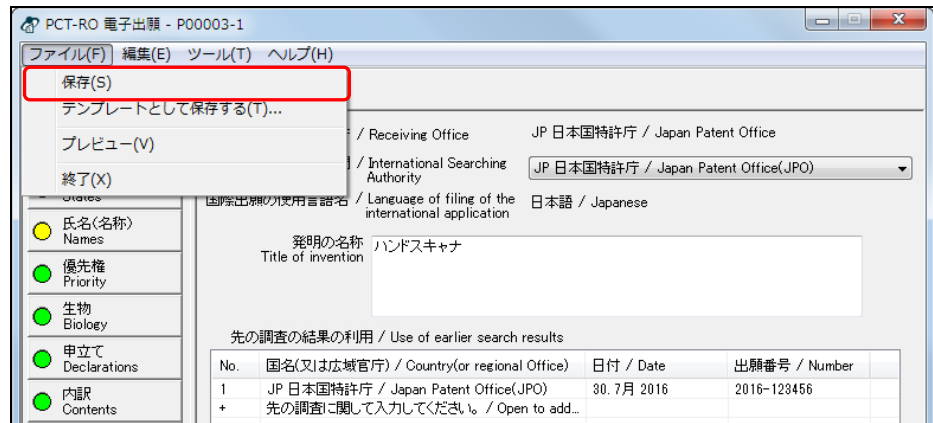 PCT-RO 電子出願 - P00003-1
ファイル(F) 編集(E) ツール(T) ヘルプ(H)
保存(S)
テンプレートとして保存する(T)...
プレビュー(V)
終了(X)
/ Receiving Office JP 日本国特許庁 / Japan Patent Office
/ International Searching Authority JP 日本国特許庁 / Japan Patent Office(JPO)
States
国際出願の使用言語名 / Language of filing of the international application 日本語 / Japanese
氏名(名称)
Names
優先権
Priority
生物
Biology
申立て
Declarations
内訳
Contents
発明の名称
Title of invention
ハンドスキャナ
先の調査の結果の利用 / Use of earlier search results
No. 国名(又は広域官庁) / Country(or regional Office) 日付 / Date 出願番号 / Number
1 JP 日本国特許庁 / Japan Patent Office(JPO) 30. 7月 2016 2016-123456
+ 先の調査に関して入力してください。 / Open to add...